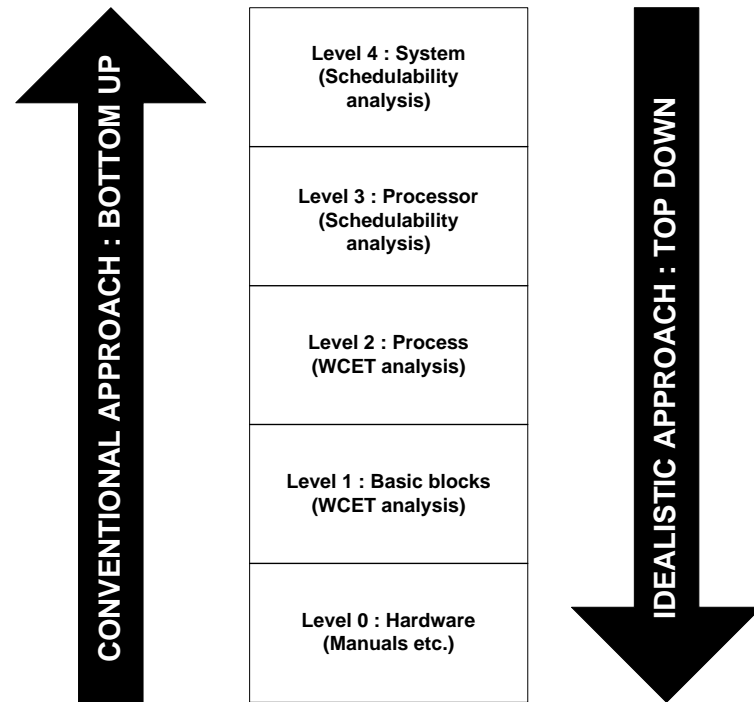 CONVENTIONAL APPROACH : BOTTOM UP
Level 4 : System
(Schedulability
analysis)
Level 3 : Processor
(Schedulability
analysis)
Level 2 : Process
(WCET analysis)
Level 1 : Basic blocks
(WCET analysis)
Level 0 : Hardware
(Manuals etc.)
IDEALISTIC APPROACH : TOP DOWN